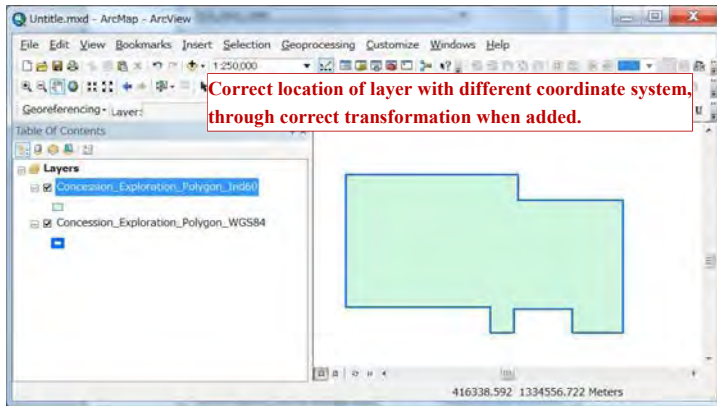 Untitle.mxd - ArcMap - ArcView
File Edit View Bookmarks Insert Selection Geoprocessing Customize Windows Help
1:250,000
Correct location of layer with different coordinate system,
through correct transformation when added.
Georeferencing Layer:
Table Of Contents
Layers
Concession_Exploration_Polygon_Ind60
Concession_Exploration_Polygon_WGS84
416338.592 1334556.722 Meters